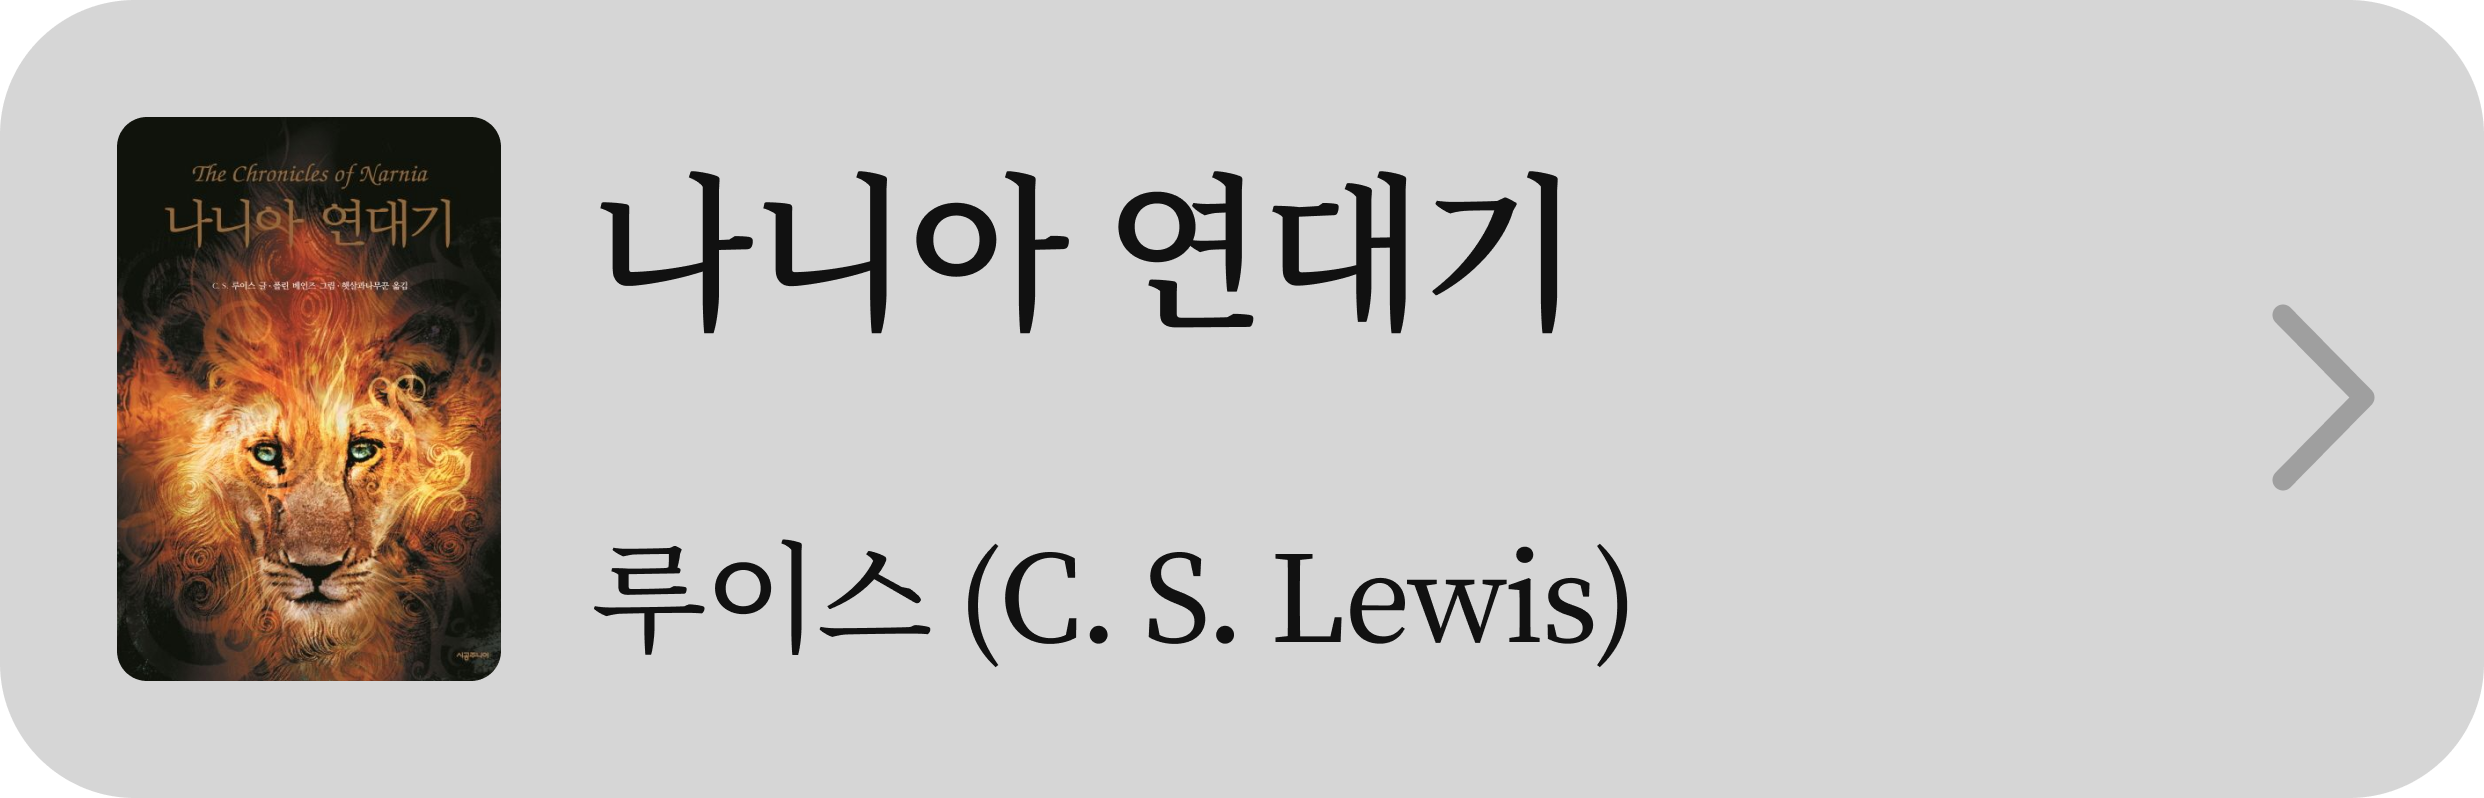 The Chronicles of Narnia
나니아 연대기
C. S. 루이스 글 · 폴린 베인즈 그림 · 햇살과나무꾼 옮김
시공주니어
나니아 연대기
루이스 (C. S. Lewis)